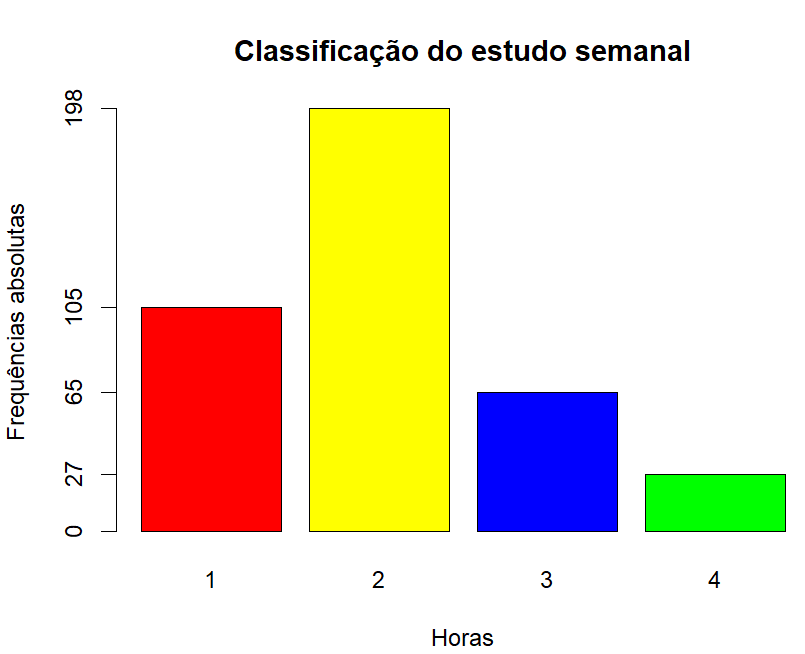 Classificação do estudo semanal
Frequências absolutas
198
105
65
27
0
1 2 3 4
Horas